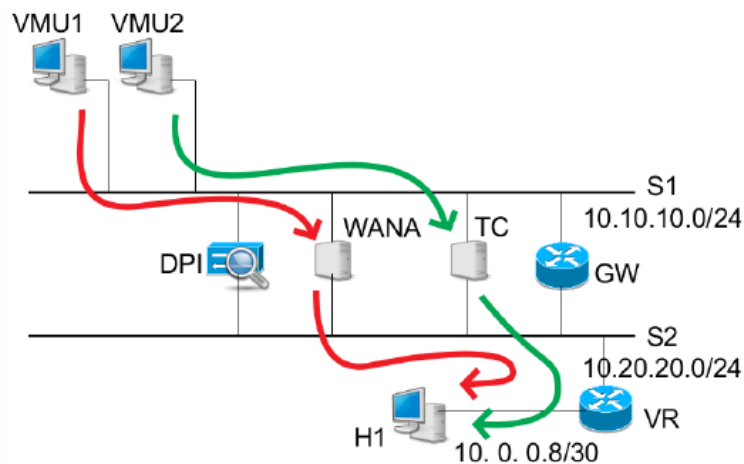 VMU1 VMU2
S1
10.10.10.0/24
WANA TC
DPI
GW
S2
10.20.20.0/24
VR
H1
10. 0. 0.8/30